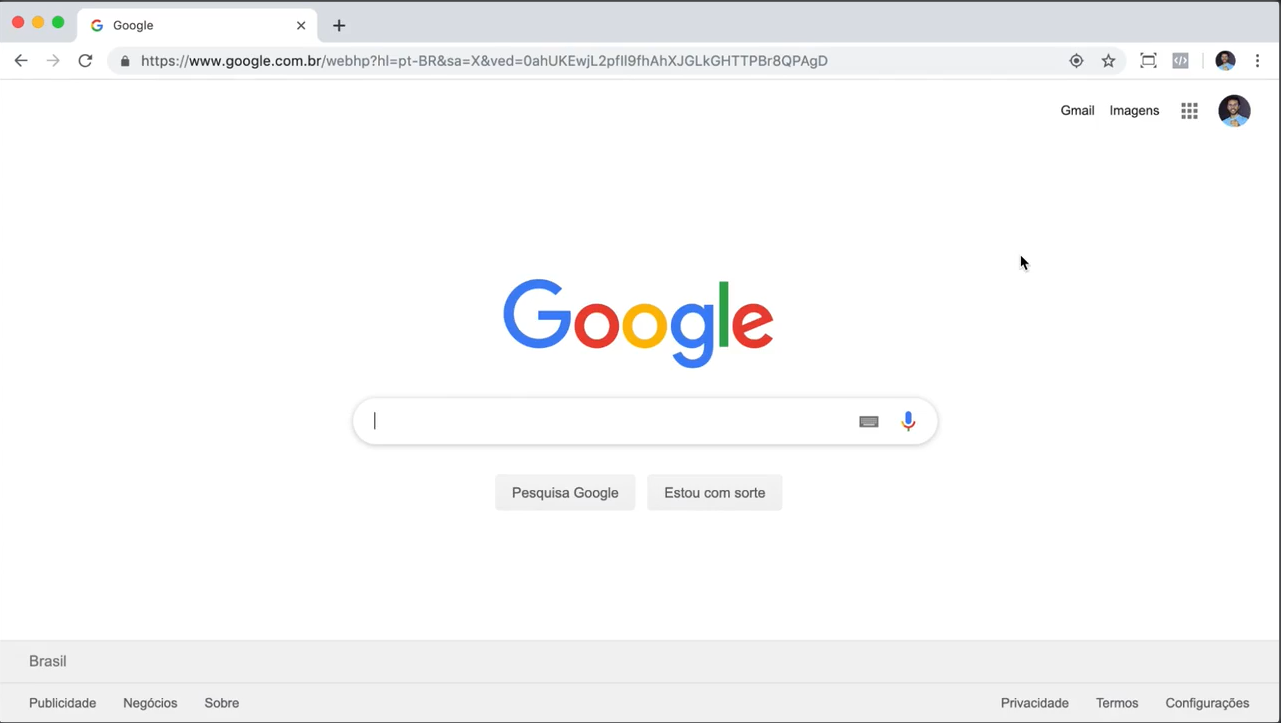 Google
https://www.google.com.br/webhp?hl=pt-BR&sa=X&ved=0ahUKEwjL2pfIl9fhAhXJGLkGHTTPBr8QPAgD
Gmail Imagens
Google
Pesquisa Google Estou com sorte
Brasil
Publicidade Negócios Sobre Privacidade Termos Configurações